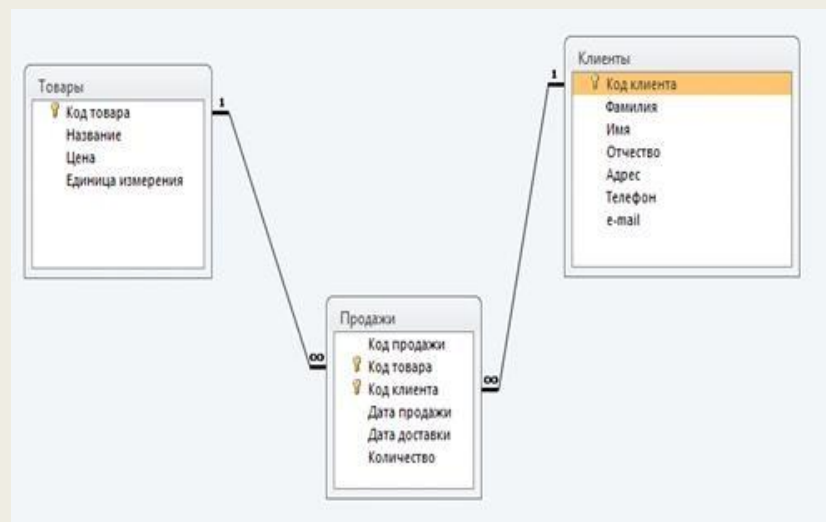 Товары
Код товара
Название
Цена
Единица измерения
1
Клиенты
Код клиента
Фамилия
Имя
Отчество
Адрес
Телефон
e-mail
1
Продажи
Код продажи
Код товара
Код клиента
Дата продажи
Дата доставки
Количество
∞
∞